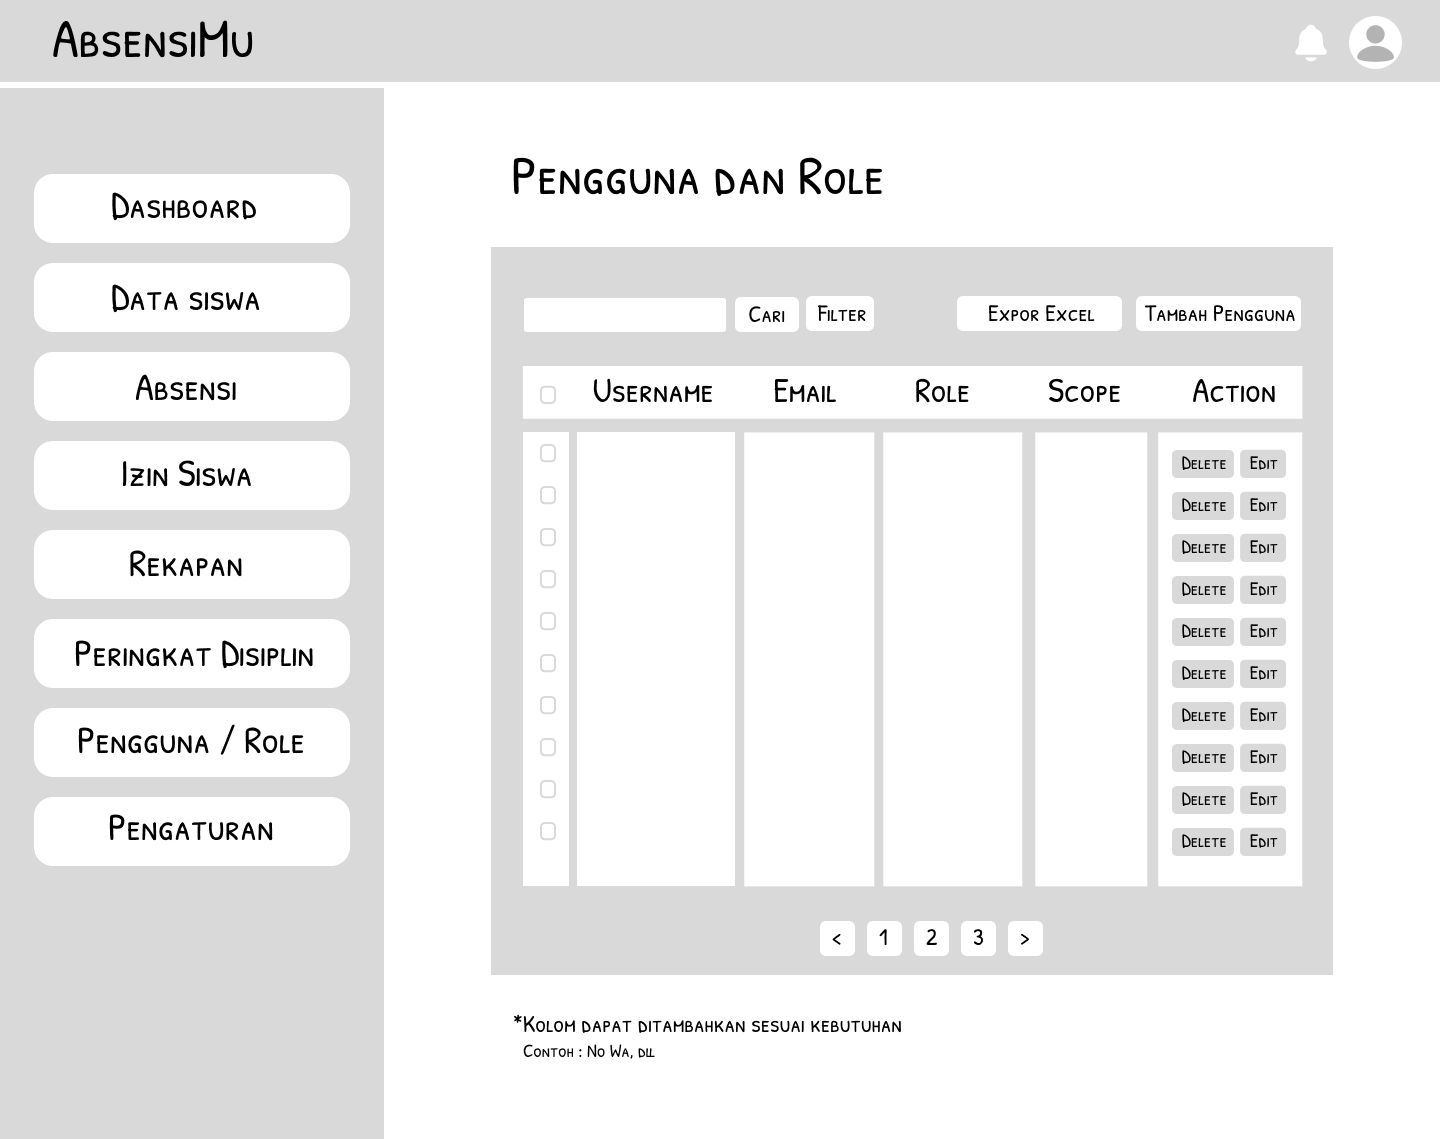 AbsensiMu
Dashboard
Data siswa
Absensi
Izin Siswa
Rekapan
Peringkat Disiplin
Pengguna / Role
Pengaturan
Pengguna dan Role
Cari Filter Expor Excel Tambah Pengguna
Username Email Role Scope Action
Delete Edit
Delete Edit
Delete Edit
Delete Edit
Delete Edit
Delete Edit
Delete Edit
Delete Edit
Delete Edit
Delete Edit
< 1 2 3 >
*Kolom dapat ditambahkan sesuai kebutuhan
Contoh : No Wa, dll